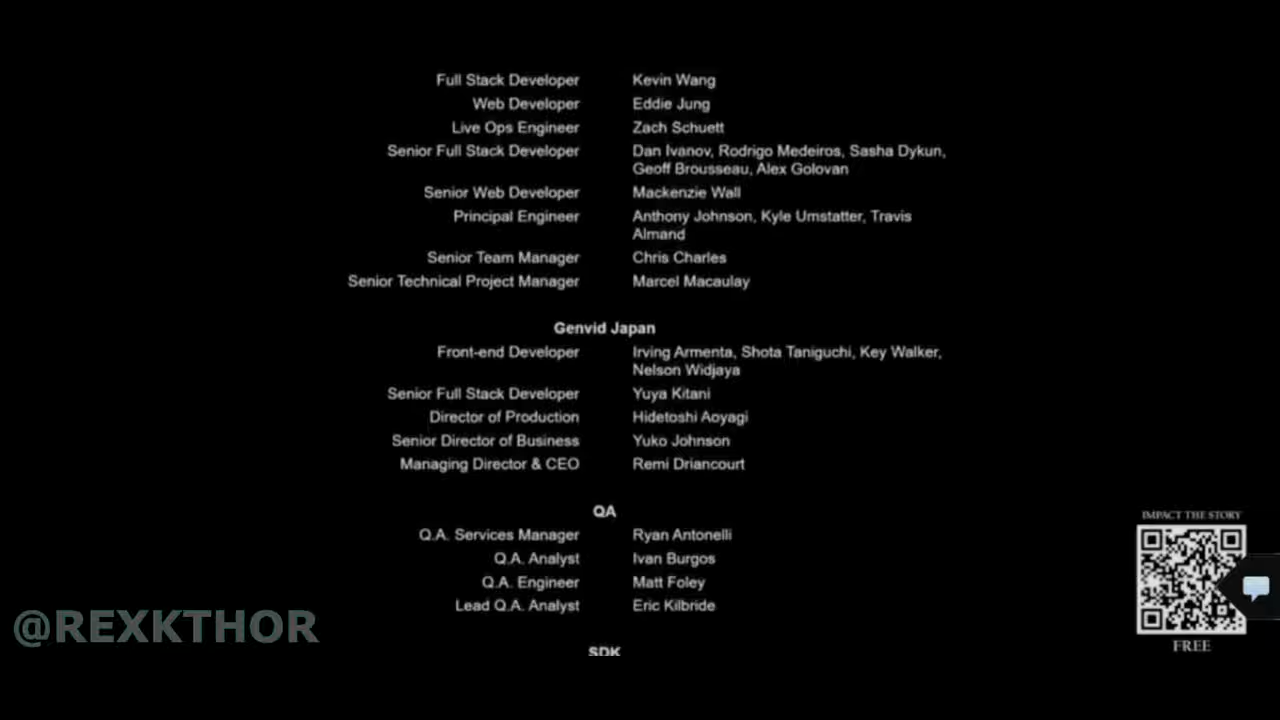 Full Stack Developer Kevin Wang
Web Developer Eddie Jung
Live Ops Engineer Zach Schuett
Senior Full Stack Developer Dan Ivanov, Rodrigo Medeiros, Sasha Dykun,
Geoff Brousseau, Alex Golovan
Senior Web Developer Mackenzie Wall
Principal Engineer Anthony Johnson, Kyle Umstatter, Travis
Almand
Senior Team Manager Chris Charles
Senior Technical Project Manager Marcel Macaulay
Genvid Japan
Front-end Developer Irving Armenta, Shota Taniguchi, Key Walker,
Nelson Widjaya
Senior Full Stack Developer Yuya Kitani
Director of Production Hidetoshi Aoyagi
Senior Director of Business Yuko Johnson
Managing Director & CEO Remi Driancourt
QA
Q.A. Services Manager Ryan Antonelli
Q.A. Analyst Ivan Burgos
Q.A. Engineer Matt Foley
Lead Q.A. Analyst Eric Kilbride
SDK
IMPACT THE STORY
FREE
@REXKTHOR